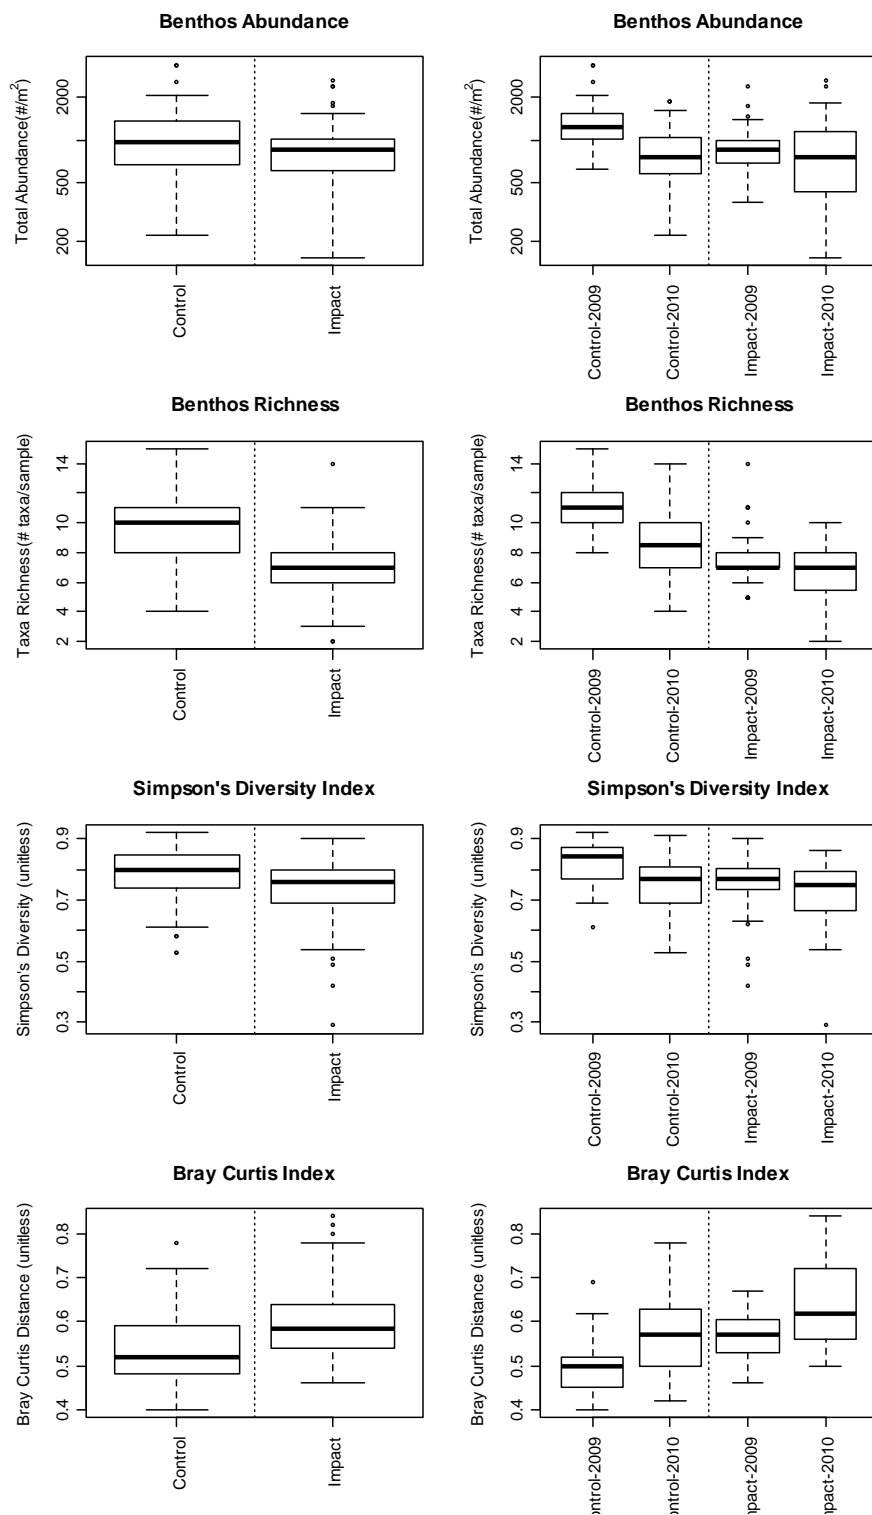 Benthos Abundance
Total Abundance(#/m²)
2000
500
200
Control
Impact
Benthos Abundance
Total Abundance(#/m²)
2000
500
200
Control-2009
Control-2010
Impact-2009
Impact-2010
Benthos Richness
Taxa Richness(# taxa/sample)
14
10
8
6
4
2
Control
Impact
Benthos Richness
Taxa Richness(# taxa/sample)
14
10
8
6
4
2
Control-2009
Control-2010
Impact-2009
Impact-2010
Simpson's Diversity Index
Simpson's Diversity (unitless)
0.9
0.7
0.5
0.3
Control
Impact
Simpson's Diversity Index
Simpson's Diversity (unitless)
0.9
0.7
0.5
0.3
Control-2009
Control-2010
Impact-2009
Impact-2010
Bray Curtis Index
Bray Curtis Distance (unitless)
0.8
0.7
0.6
0.5
0.4
Control
Impact
Bray Curtis Index
Bray Curtis Distance (unitless)
0.8
0.7
0.6
0.5
0.4
ontrol-2009
ontrol-2010
mpact-2009
mpact-2010